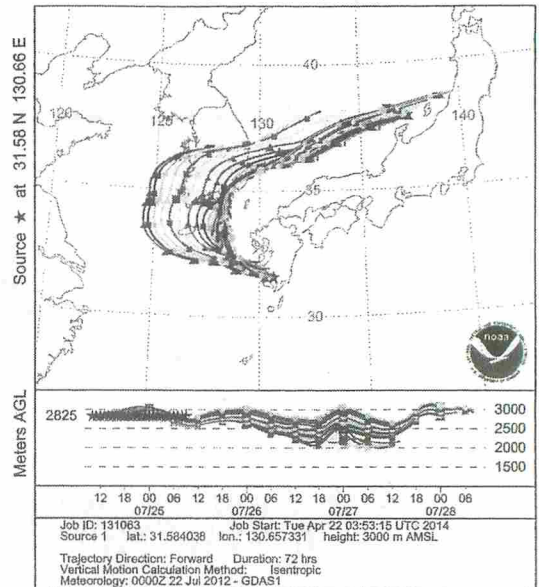 Source ★ at 31.58 N 130.66 E
40
120
125
130
140
35
30
noaa
Meters AGL
2825
3000
2500
2000
1500
12 18 00 06 12 18 00 06 12 18 00 06 12 18 00 06
07/25 07/26 07/27 07/28
Job ID: 131063 Job Start: Tue Apr 22 03:53:15 UTC 2014
Source 1 lat.: 31.584038 lon.: 130.657331 height: 3000 m AMSL
Trajectory Direction: Forward Duration: 72 hrs
Vertical Motion Calculation Method: Isentropic
Meteorology: 0000Z 22 Jul 2012 - GDAS1